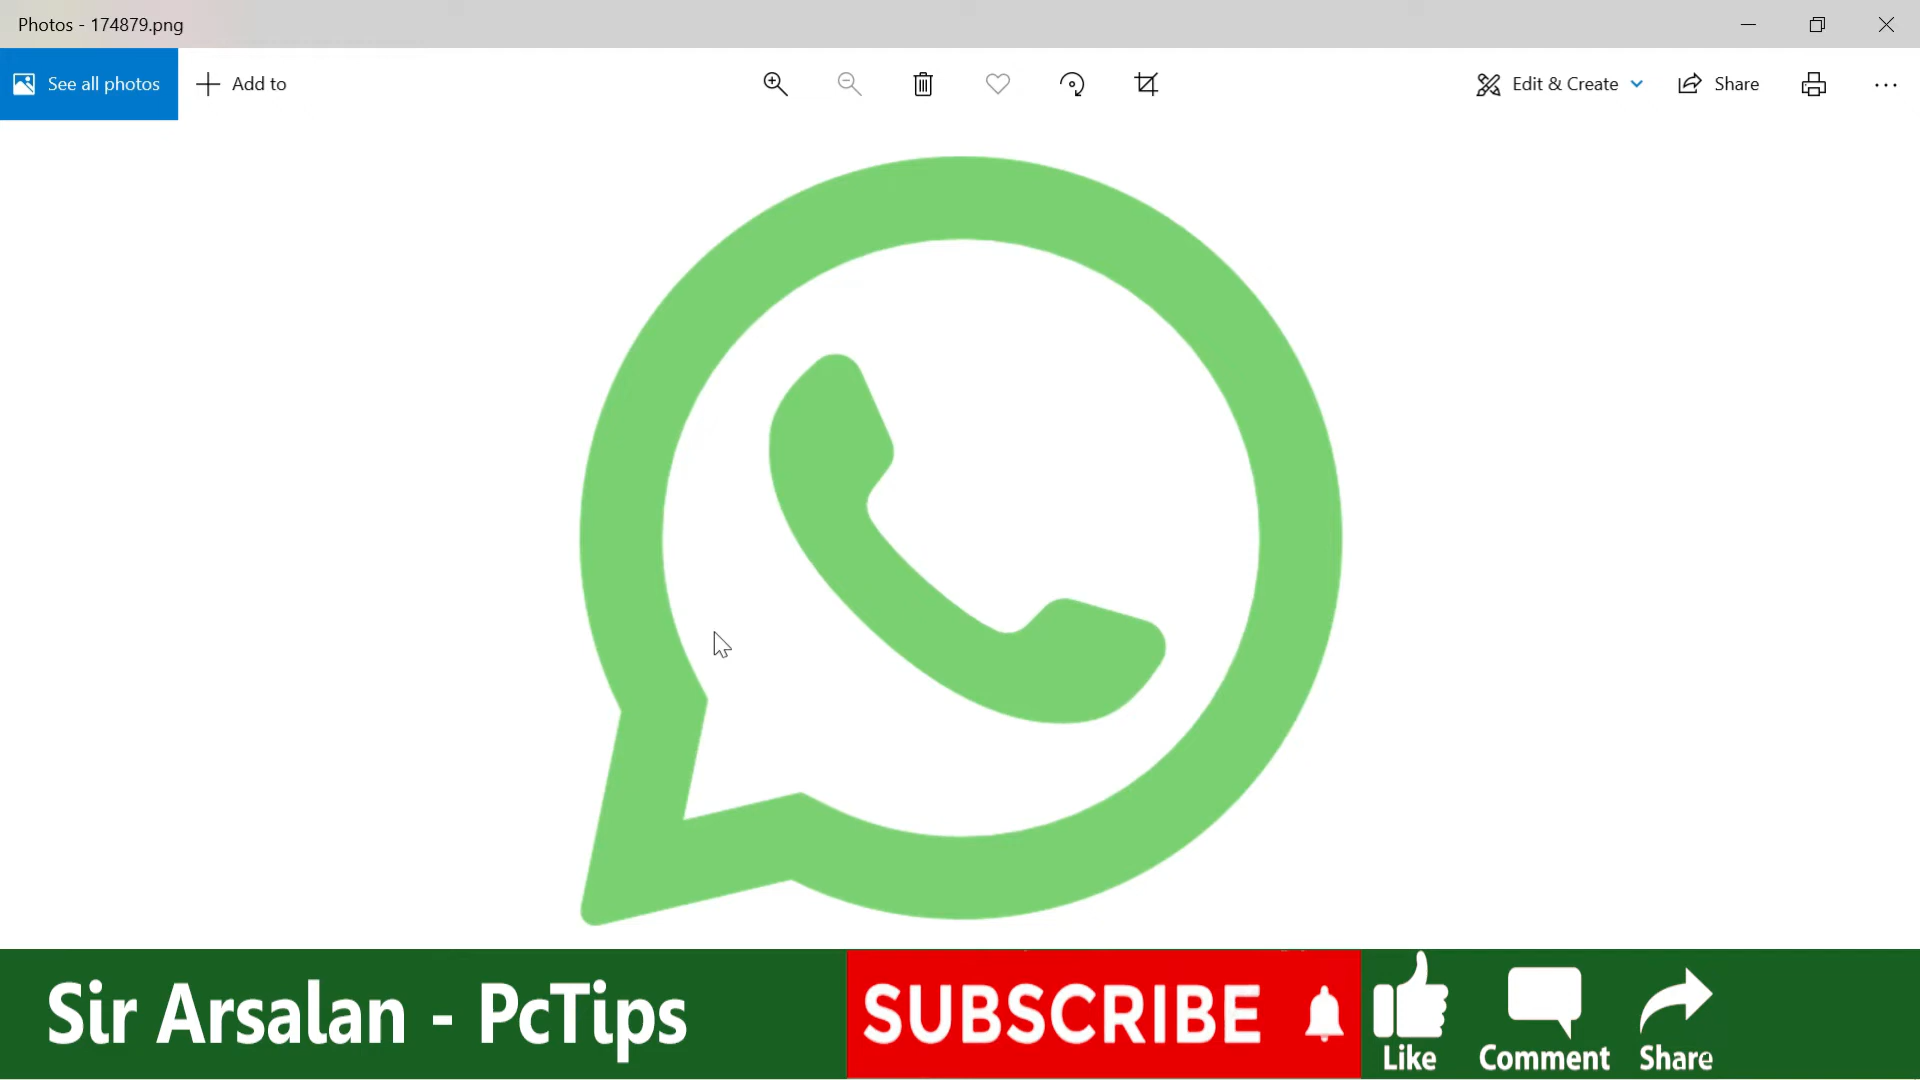 Photos - 174879.png
See all photos
Add to
Edit & Create
Share
Sir Arsalan - PcTips
SUBSCRIBE
Like
Comment
Share